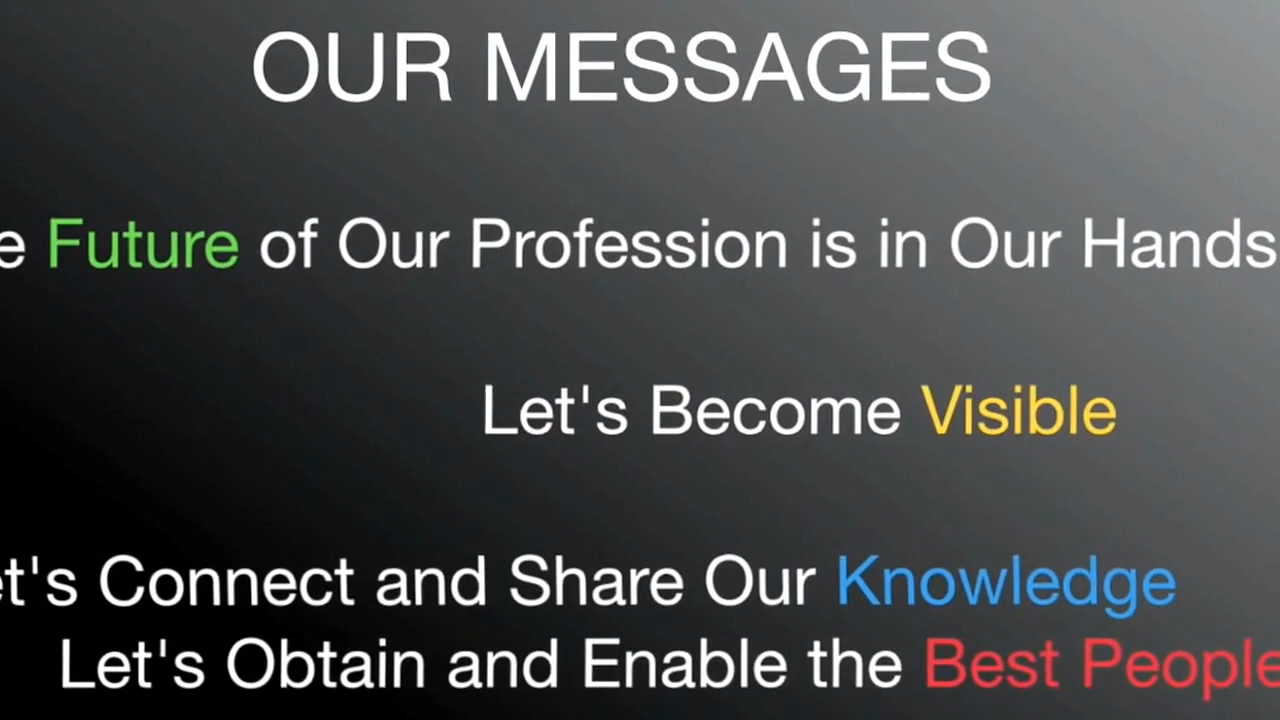 OUR MESSAGES
e Future of Our Profession is in Our Hands
Let's Become Visible
et's Connect and Share Our Knowledge
Let's Obtain and Enable the Best People